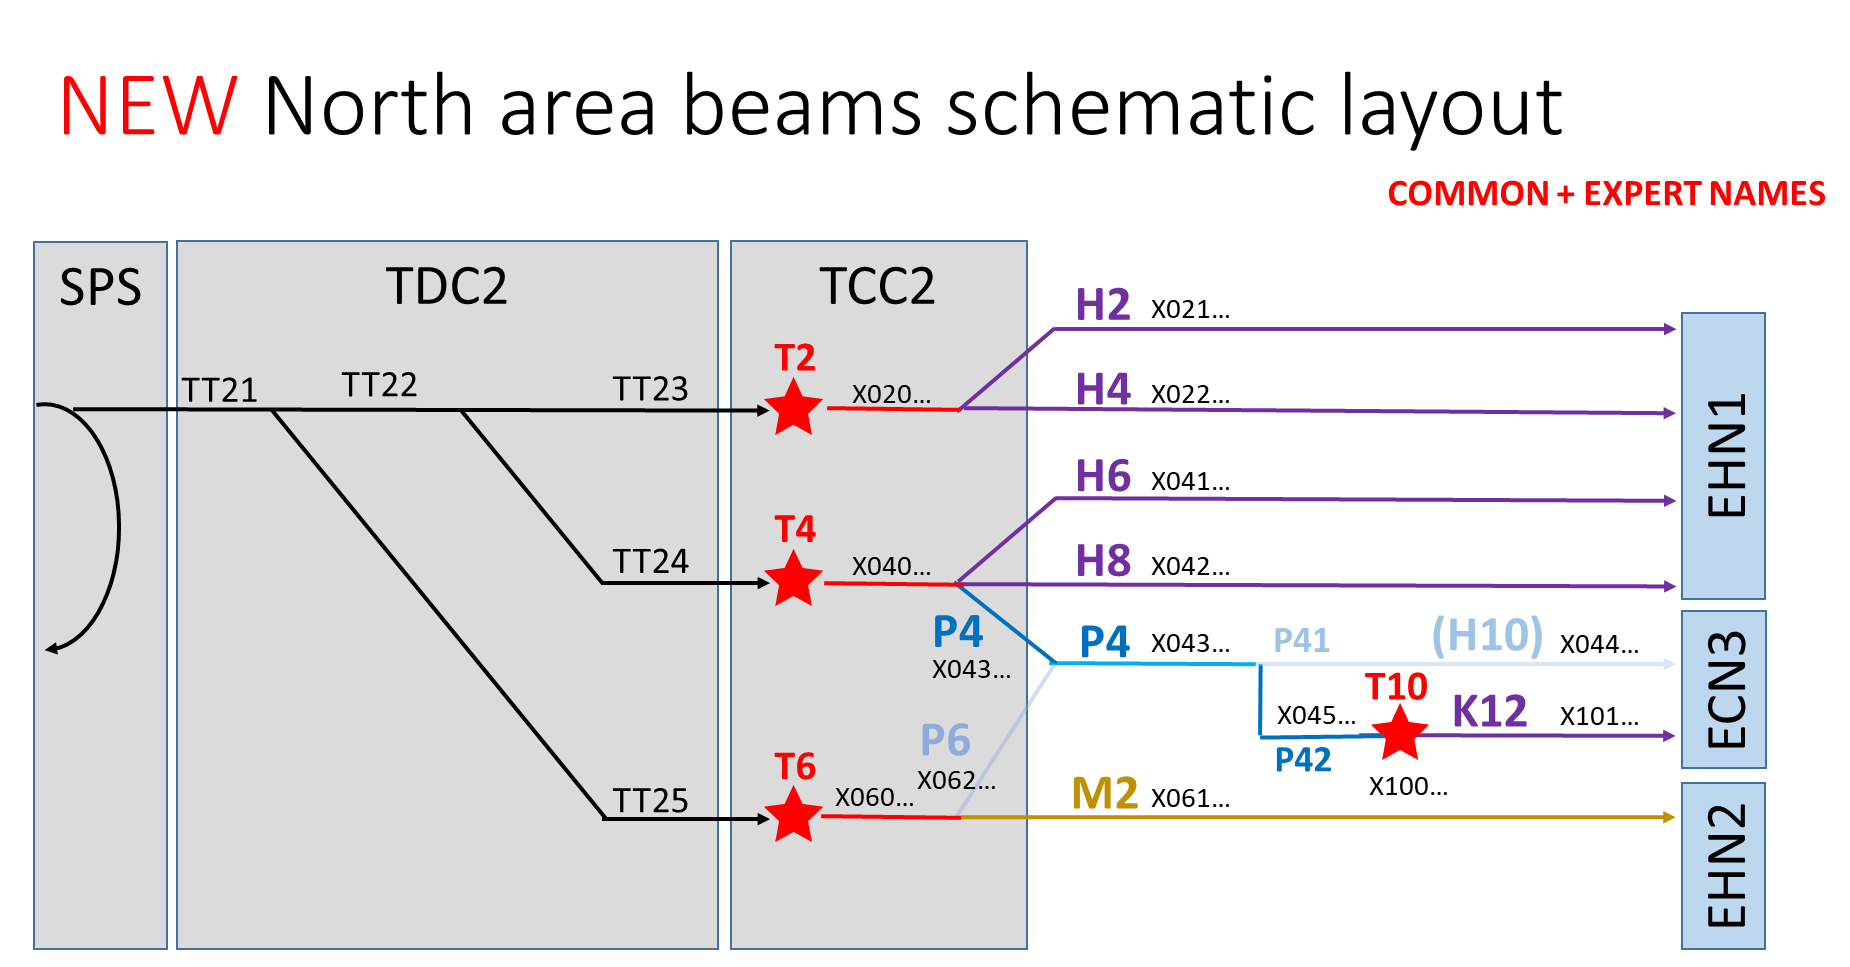 NEW North area beams schematic layout
COMMON + EXPERT NAMES
SPS
TDC2
TCC2
H2 X021...
T2
TT21
TT22
TT23
X020...
H4 X022...
EHN1
H6 X041...
T4
TT24
X040...
H8 X042...
P4
X043...
P4 X043...
P41
(H10) X044...
ECN3
T10
X045...
K12 X101...
P42
X100...
P6
X062...
T6
TT25
X060...
M2 X061...
EHN2